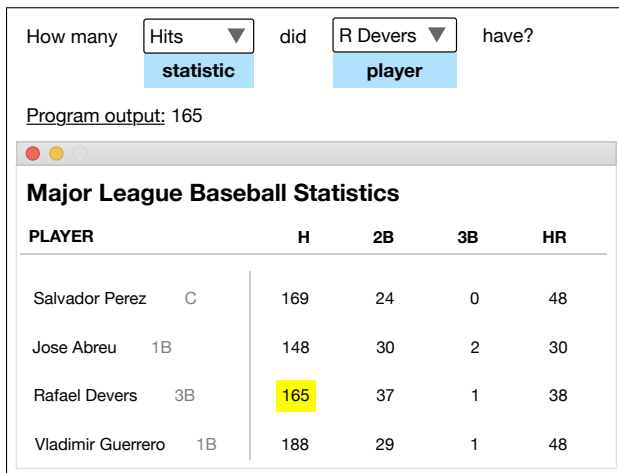 How many Hits did R Devers have?
statistic player
Program output: 165
Major League Baseball Statistics
PLAYER H 2B 3B HR
Salvador Perez C 169 24 0 48
Jose Abreu 1B 148 30 2 30
Rafael Devers 3B 165 37 1 38
Vladimir Guerrero 1B 188 29 1 48